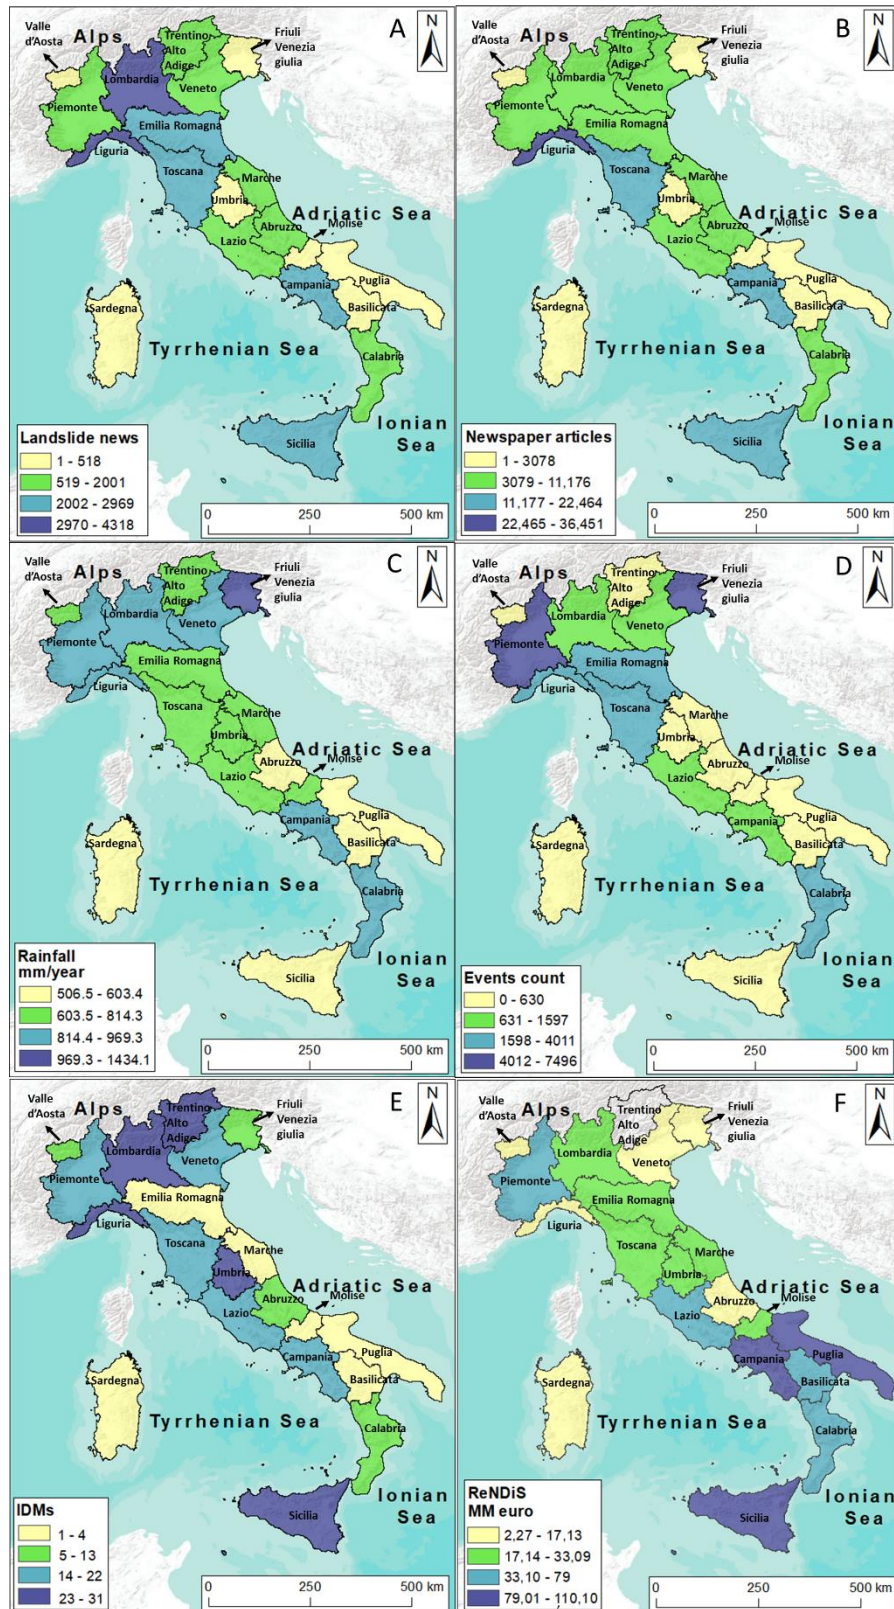 A
N
Valle
d'Aosta
Alps
Trentino
Alto
Adige
Friuli
Venezia
giulia
Lombardia
Piemonte
Veneto
Emilia Romagna
Liguria
Toscana
Marche
Umbria
Adriatic Sea
Abruzzo
Molise
Lazio
Campania
Puglia
Basilicata
Sardegna
Tyrrhenian Sea
Calabria
Ionian
Sea
Sicilia
Landslide news
1 - 518
519 - 2001
2002 - 2969
2970 - 4318
0 250 500 km
B
N
Valle
d'Aosta
Alps
Trentino
Alto
Adige
Friuli
Venezia
giulia
Lombardia
Piemonte
Veneto
Emilia Romagna
Liguria
Toscana
Marche
Umbria
Adriatic Sea
Abruzzo
Molise
Lazio
Campania
Puglia
Basilicata
Sardegna
Tyrrhenian Sea
Calabria
Ionian
Sea
Sicilia
Newspaper articles
1 - 3078
3079 - 11,176
11,177 - 22,464
22,465 - 36,451
0 250 500 km
C
N
Valle
d'Aosta
Alps
Trentino
Alto
Adige
Friuli
Venezia
giulia
Lombardia
Piemonte
Veneto
Emilia Romagna
Liguria
Toscana
Marche
Umbria
Adriatic Sea
Abruzzo
Molise
Lazio
Campania
Puglia
Basilicata
Sardegna
Tyrrhenian Sea
Calabria
Ionian
Sea
Sicilia
Rainfall
mm/year
506.5 - 603.4
603.5 - 814.3
814.4 - 969.3
969.3 - 1434.1
0 250 500 km
D
N
Valle
d'Aosta
Alps
Trentino
Alto
Adige
Friuli
Venezia
giulia
Lombardia
Piemonte
Veneto
Emilia Romagna
Liguria
Toscana
Marche
Umbria
Adriatic Sea
Abruzzo
Molise
Lazio
Campania
Puglia
Basilicata
Sardegna
Tyrrhenian Sea
Calabria
Ionian
Sea
Sicilia
Events count
0 - 630
631 - 1597
1598 - 4011
4012 - 7496
0 250 500 km
E
N
Valle
d'Aosta
Alps
Trentino
Alto
Adige
Friuli
Venezia
giulia
Lombardia
Piemonte
Veneto
Emilia Romagna
Liguria
Toscana
Marche
Umbria
Adriatic Sea
Abruzzo
Molise
Lazio
Campania
Puglia
Basilicata
Sardegna
Tyrrhenian Sea
Calabria
Ionian
Sea
Sicilia
IDMs
1 - 4
5 - 13
14 - 22
23 - 31
0 250 500 km
F
N
Valle
d'Aosta
Alps
Trentino
Alto
Adige
Friuli
Venezia
giulia
Lombardia
Piemonte
Veneto
Emilia Romagna
Liguria
Toscana
Marche
Umbria
Adriatic Sea
Abruzzo
Molise
Lazio
Campania
Puglia
Basilicata
Sardegna
Tyrrhenian Sea
Calabria
Ionian
Sea
Sicilia
ReNDiS
MM euro
2,27 - 17,13
17,14 - 33,09
33,10 - 79
79,01 - 110,10
0 250 500 km